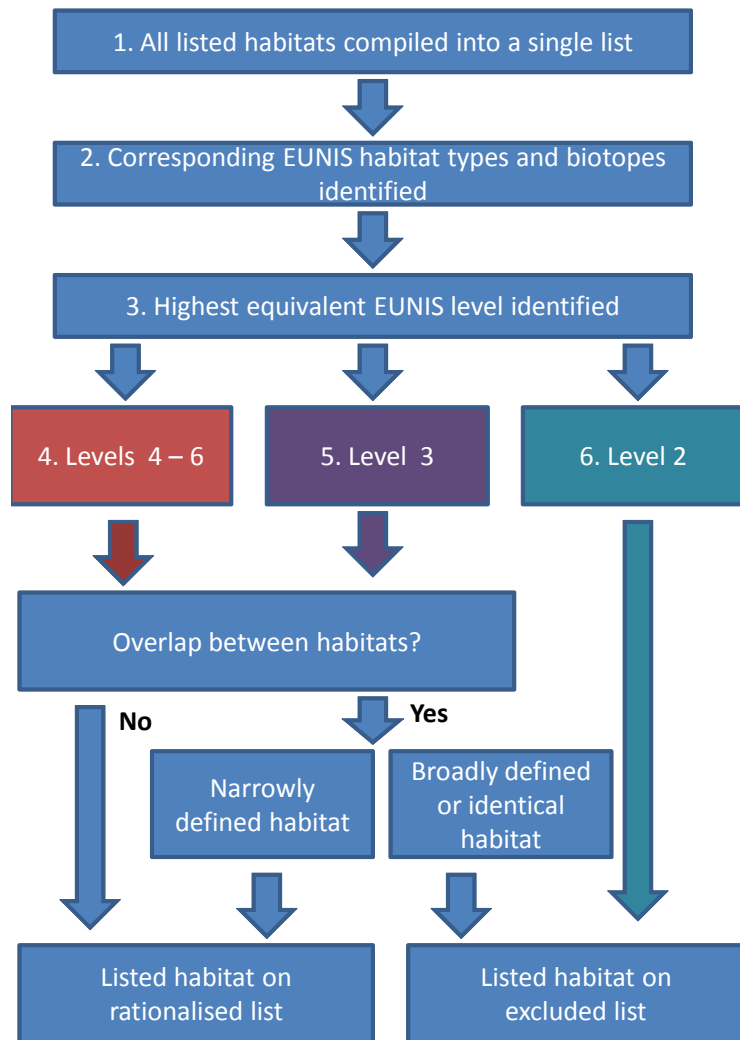 1. All listed habitats compiled into a single list
2. Corresponding EUNIS habitat types and biotopes
identified
3. Highest equivalent EUNIS level identified
4. Levels 4 – 6
5. Level 3
6. Level 2
Overlap between habitats?
No
Yes
Narrowly
defined habitat
Broadly defined
or identical
habitat
Listed habitat on
rationalised list
Listed habitat on
excluded list